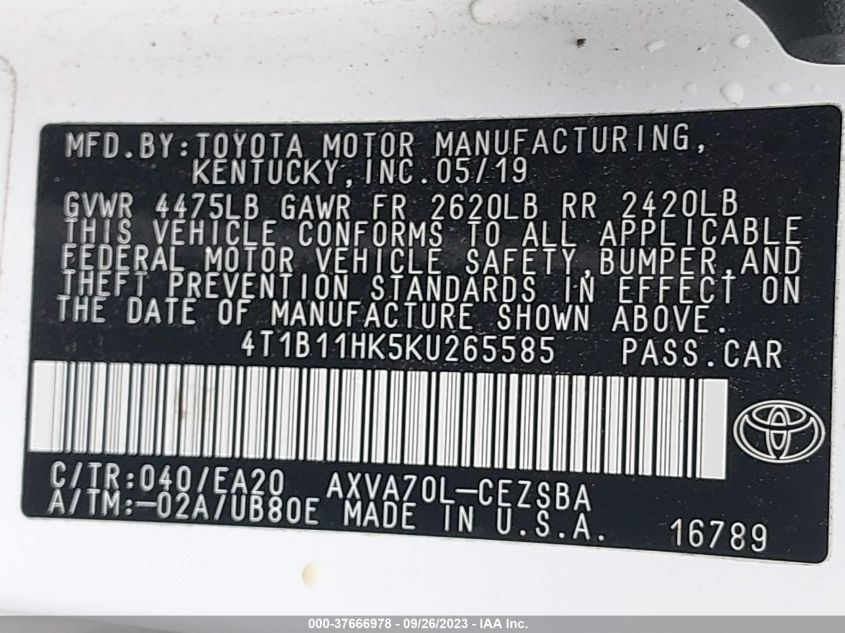 MFD.BY:TOYOTA MOTOR MANUFACTURING,
KENTUCKY,INC.05/19
GVWR 4475LB GAWR FR 2620LB RR 2420LB
THIS VEHICLE CONFORMS TO ALL APPLICABLE
FEDERAL MOTOR VEHICLE SAFETY,BUMPER,AND
THEFT PREVENTION STANDARDS IN EFFECT ON
THE DATE OF MANUFACTURE SHOWN ABOVE.
4T1B11HK5KU265585 PASS.CAR
C/TR:040/EA20 AXVA70L-CEZSBA
A/TM:-02A/UB80E MADE IN U.S.A. 16789
000-37666978 - 09/26/2023 - IAA Inc.